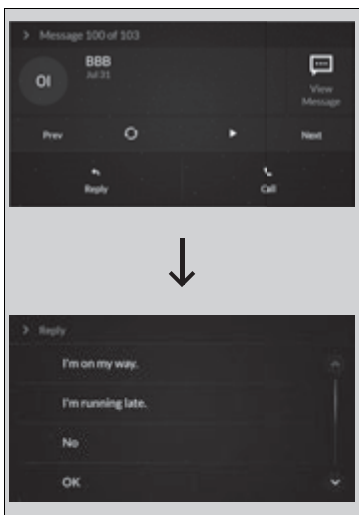 Message 100 of 103
BBB
OI
Jul 31
View
Message
Prev
Next
Reply
Call
Reply
I'm on my way.
I'm running late.
No
OK